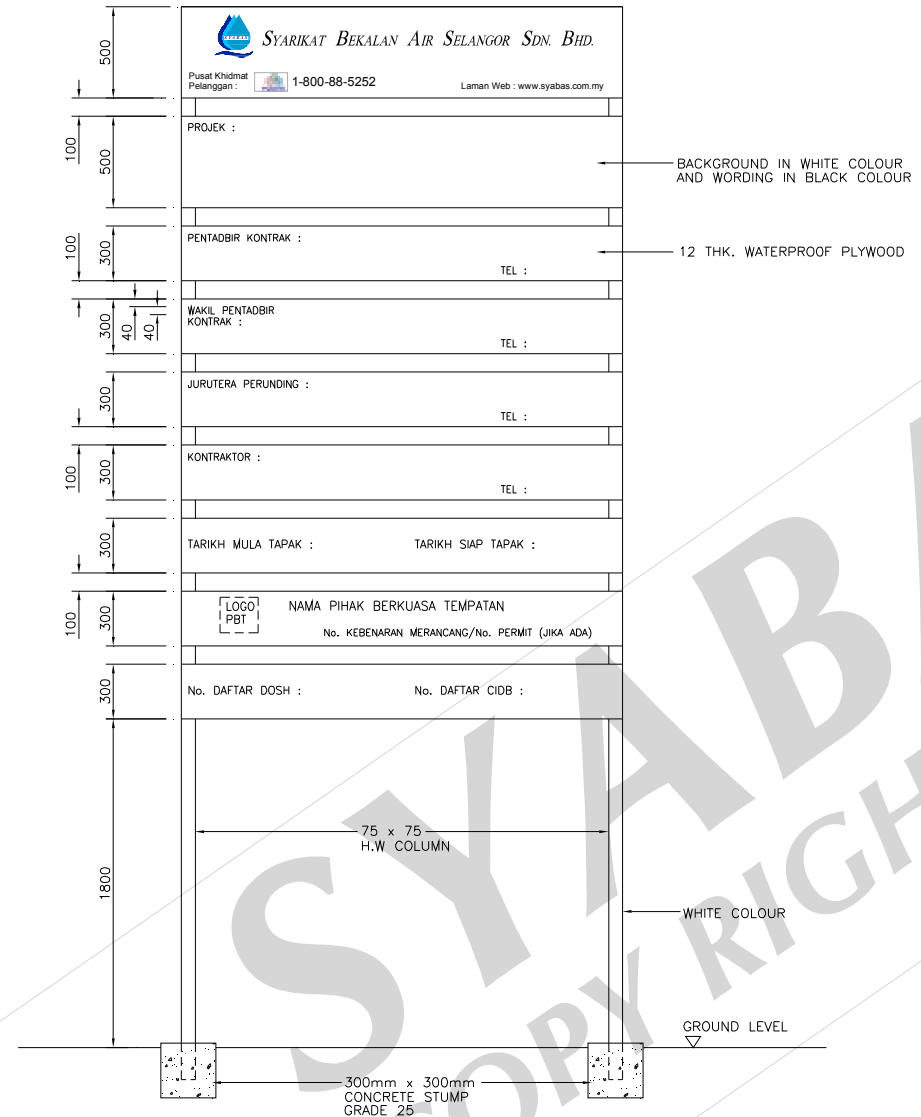 SYARIKAT BEKALAN AIR SELANGOR SDN. BHD.
Pusat Khidmat
Pelanggan :
1-800-88-5252
Laman Web : www.syabas.com.my
500
100
PROJEK :
500
BACKGROUND IN WHITE COLOUR
AND WORDING IN BLACK COLOUR
100
PENTADBIR KONTRAK :
300
12 THK. WATERPROOF PLYWOOD
TEL :
WAKIL PENTADBIR
KONTRAK :
300
40
40
TEL :
JURUTERA PERUNDING :
300
TEL :
KONTRAKTOR :
100
300
TEL :
300
TARIKH MULA TAPAK :
TARIKH SIAP TAPAK :
LOGO
PBT
NAMA PIHAK BERKUASA TEMPATAN
100
300
No. KEBENARAN MERANCANG/No. PERMIT (JIKA ADA)
300
No. DAFTAR DOSH :
No. DAFTAR CIDB :
75 x 75
H.W COLUMN
1800
WHITE COLOUR
GROUND LEVEL
300mm x 300mm
CONCRETE STUMP
GRADE 25
SYABA
COPY RIGH